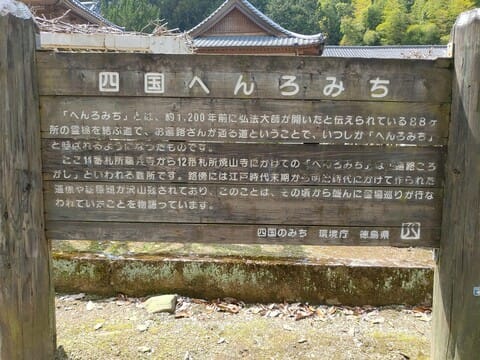 四国へんろみち
「へんろみち」とは、約1,200年前に弘法大師が開いたと伝えられている88ヶ
所の霊場を結ぶ道で、お遍路さんが辿る道ということで、いつしか「へんろみち」
と呼ばれるようになったものです。
ここ11番札所藤井寺から12番札所焼山寺にかけての「へんろみち」は「遍路ころ
がし」といわれる難所です。路傍には江戸時代末期から明治時代にかけて作られた
道標や 沢山残されており、このことは、その頃から盛んに霊場巡りが行な
われていたことを物語っています。
四国のみち 環境庁 徳島県